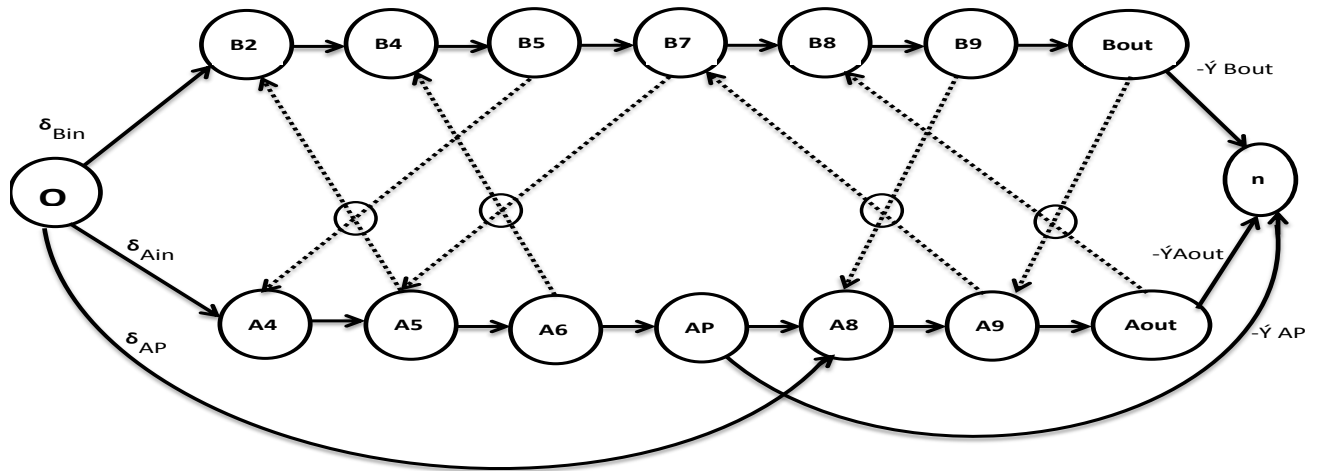 B2 B4 B5 B7 B8 B9 Bout
-Ý Bout
δBin
O
n
δAin
-ÝAout
A4 A5 A6 AP A8 A9 Aout
δAP
-Ý AP